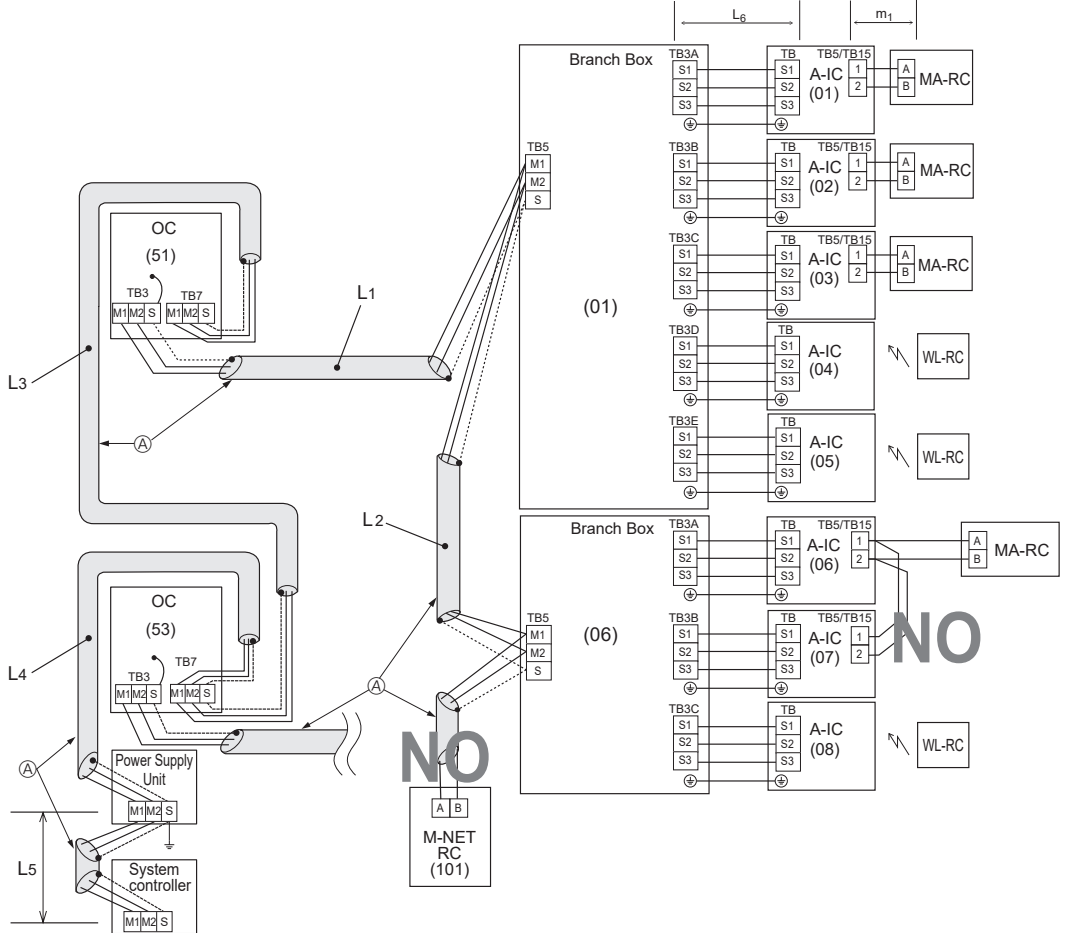 L6
m1
Branch Box
TB3A
S1
S2
S3
TB
S1
S2
S3
A-IC
(01)
TB5/TB15
1
2
A
B
MA-RC
TB5
M1
M2
S
TB3B
S1
S2
S3
TB
S1
S2
S3
A-IC
(02)
TB5/TB15
1
2
A
B
MA-RC
TB3C
S1
S2
S3
TB
S1
S2
S3
A-IC
(03)
TB5/TB15
1
2
A
B
MA-RC
(01)
TB3D
S1
S2
S3
TB
S1
S2
S3
A-IC
(04)
WL-RC
TB3E
S1
S2
S3
TB
S1
S2
S3
A-IC
(05)
WL-RC
OC
(51)
TB3
TB7
M1 M2 S
M1 M2 S
L1
L3
A
L2
Branch Box
TB3A
S1
S2
S3
TB
S1
S2
S3
A-IC
(06)
TB5/TB15
1
2
A
B
MA-RC
TB5
M1
M2
S
(06)
TB3B
S1
S2
S3
TB
S1
S2
S3
A-IC
(07)
TB5/TB15
1
2
NO
TB3C
S1
S2
S3
TB
S1
S2
S3
A-IC
(08)
WL-RC
OC
(53)
TB3
TB7
M1 M2 S
M1 M2 S
L4
A
A
NO
A B
M-NET
RC
(101)
Power Supply
Unit
M1 M2 S
L5
System
controller
M1 M2 S